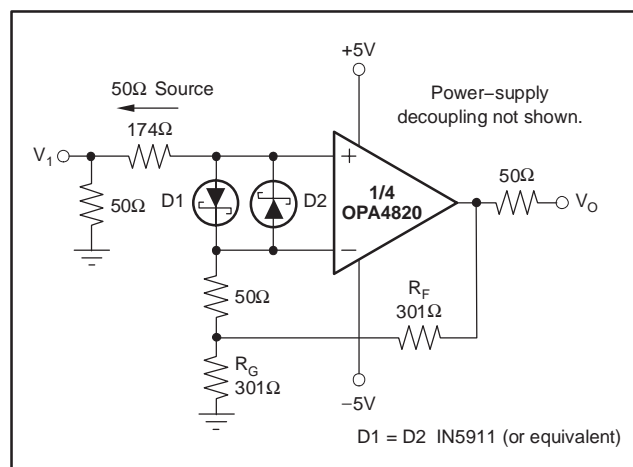 +5V
50Ω Source
Power–supply
decoupling not shown.
174Ω
V1
50Ω
D1
D2
+
1/4
OPA4820
–
50Ω
VO
50Ω
RF
301Ω
RG
301Ω
–5V
D1 = D2 IN5911 (or equivalent)